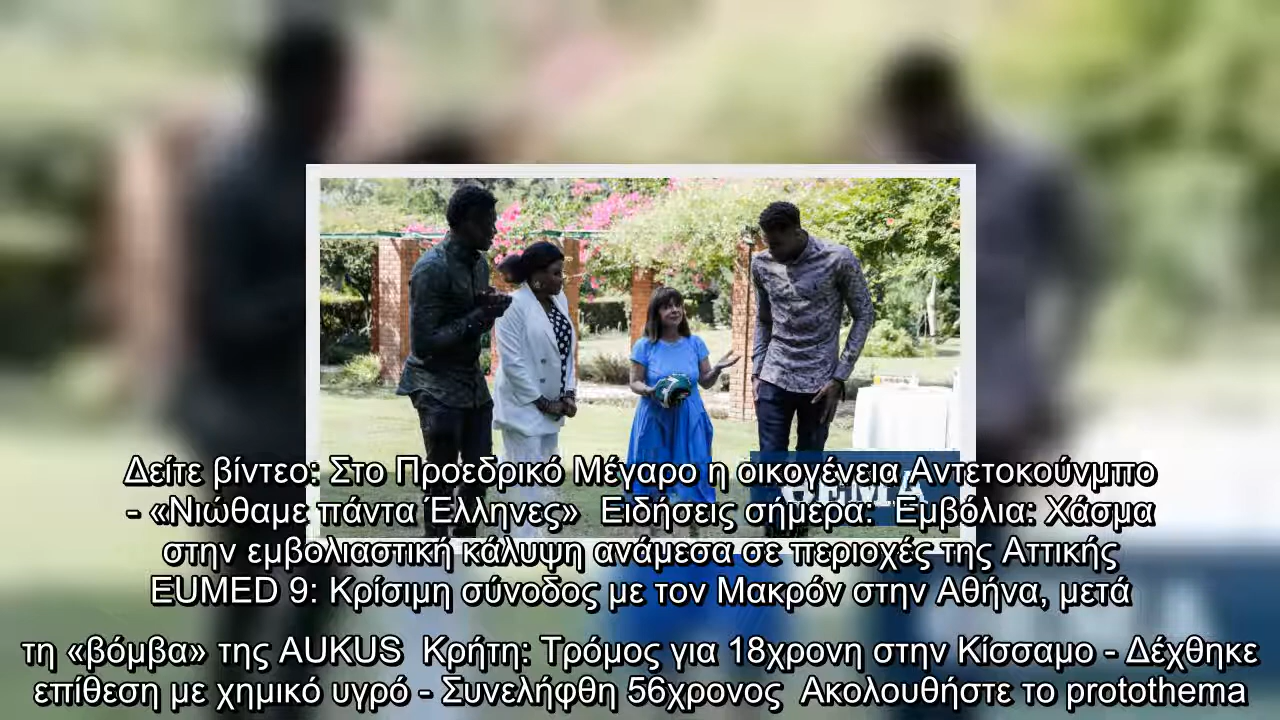 Δείτε βίντεο: Στο Προεδρικό Μέγαρο η οικογένεια Αντετοκούνμπο
- «Νιώθαμε πάντα Έλληνες»  Ειδήσεις σήμερα:  Εμβόλια: Χάσμα
στην εμβολιαστική κάλυψη ανάμεσα σε περιοχές της Αττικής
EUMED 9: Κρίσιμη σύνοδος με τον Μακρόν στην Αθήνα, μετά
τη «βόμβα» της AUKUS  Κρήτη: Τρόμος για 18χρονη στην Κίσσαμο - Δέχθηκε
επίθεση με χημικό υγρό - Συνελήφθη 56χρονος  Ακολουθήστε το protothema